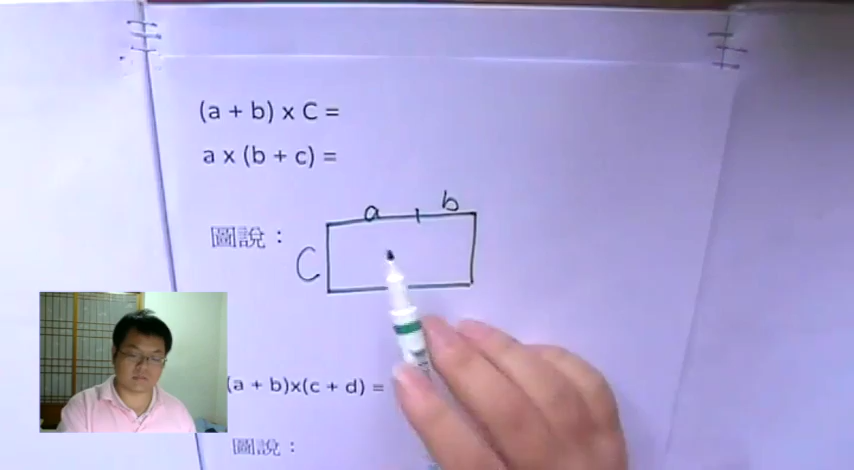 (a + b) x C =
a x (b + c) =
a b
圖說：
C
(a + b)x(c + d) =
圖說：